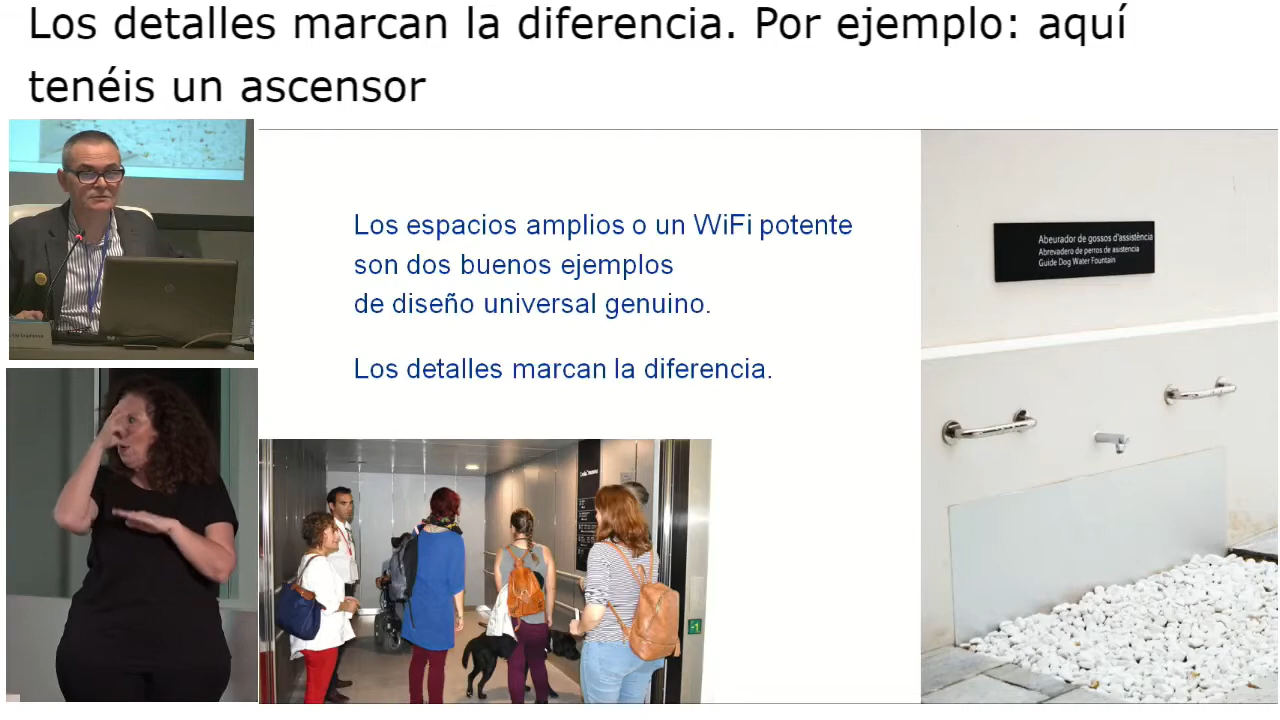 Los detalles marcan la diferencia. Por ejemplo: aquí
tenéis un ascensor
Los espacios amplios o un WiFi potente
son dos buenos ejemplos
de diseño universal genuino.
Los detalles marcan la diferencia.
Abeurador de gossos d'assistència
Abrevadero de perros de asistencia
Guide Dog Water Fountain
-1